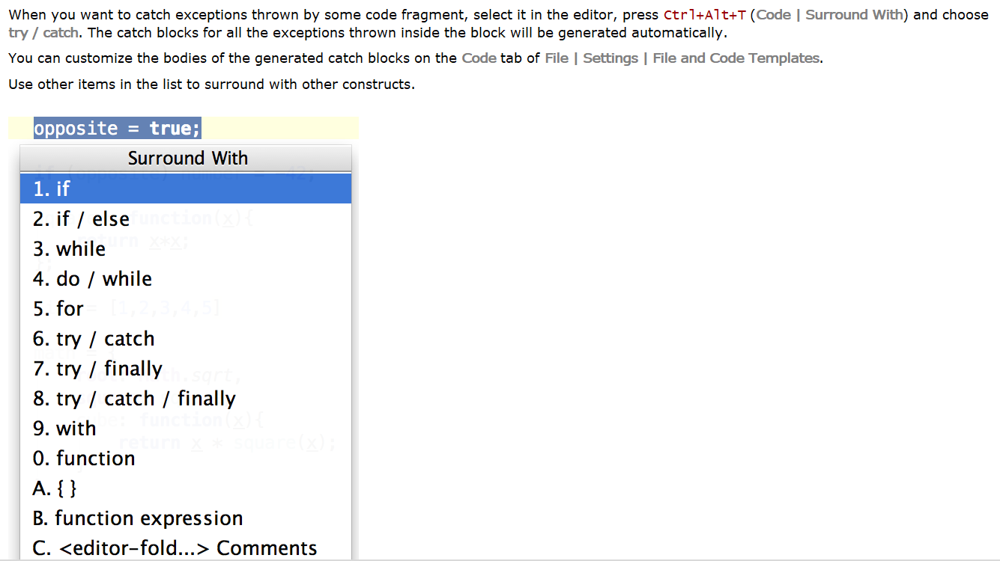 When you want to catch exceptions thrown by some code fragment, select it in the editor, press Ctrl+Alt+T (Code | Surround With) and choose
try / catch. The catch blocks for all the exceptions thrown inside the block will be generated automatically.
You can customize the bodies of the generated catch blocks on the Code tab of File | Settings | File and Code Templates.
Use other items in the list to surround with other constructs.
opposite = true;
Surround With
1. if
2. if / else
3. while
4. do / while
5. for
6. try / catch
7. try / finally
8. try / catch / finally
9. with
0. function
A. { }
B. function expression
C. <editor-fold...> Comments